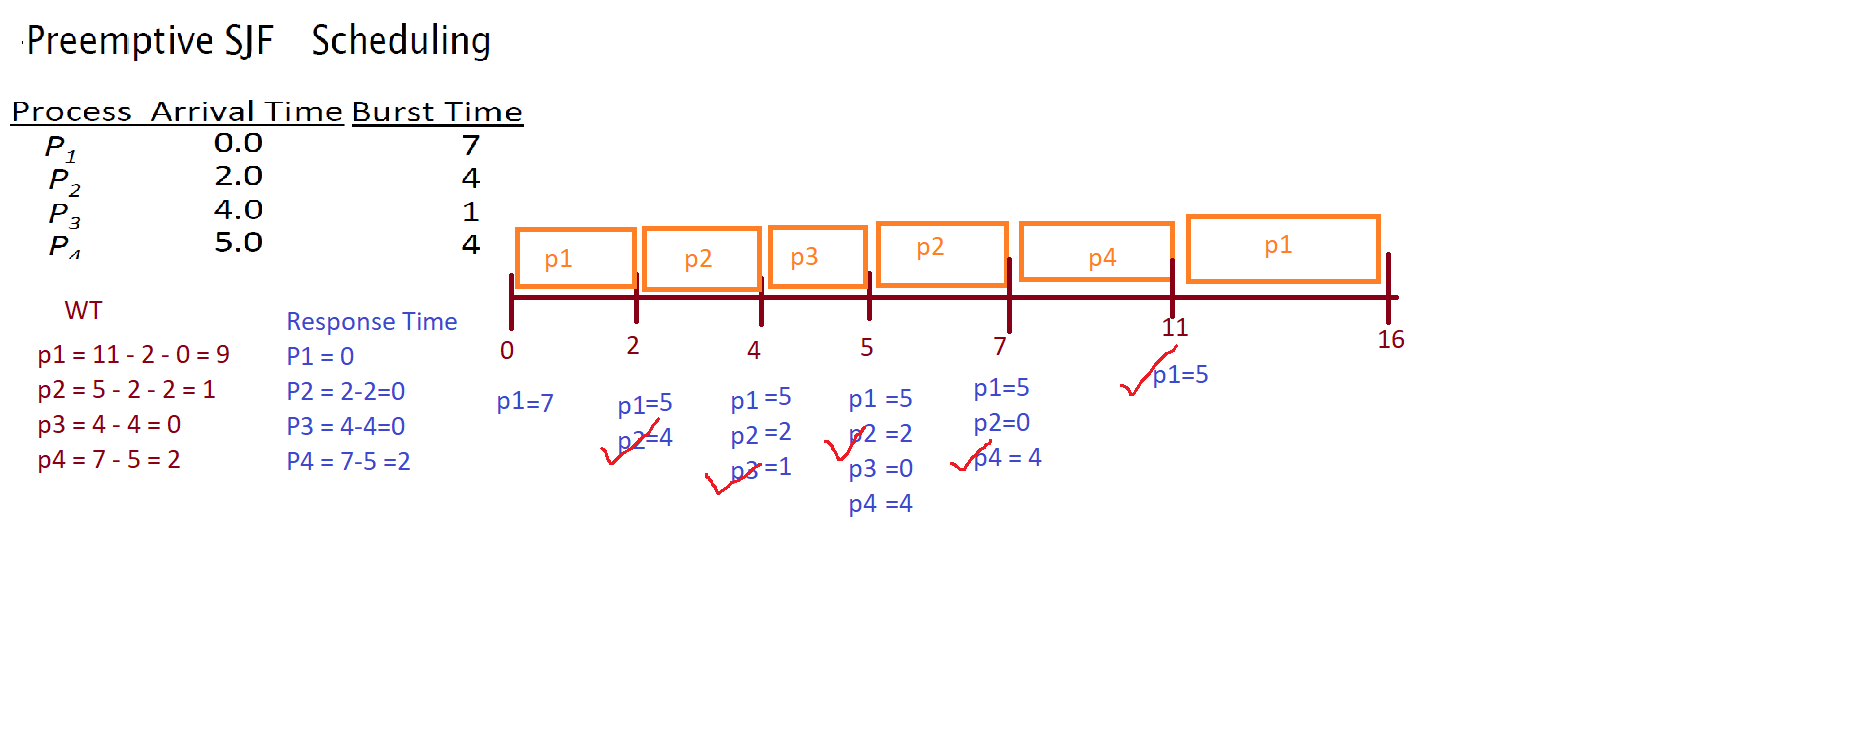 Preemptive SJF Scheduling
Process Arrival Time Burst Time
P1 0.0 7
P2 2.0 4
P3 4.0 1
P4 5.0 4
p1 p2 p3 p2 p4 p1
0 2 4 5 7 11 16
WT
p1 = 11 - 2 - 0 = 9
p2 = 5 - 2 - 2 = 1
p3 = 4 - 4 = 0
p4 = 7 - 5 = 2
Response Time
P1 = 0
P2 = 2-2=0
P3 = 4-4=0
P4 = 7-5 =2
p1=7
p1=5
p2=4
p1 =5
p2 =2
p3 =1
p1 =5
p2 =2
p3 =0
p4 =4
p1=5
p2=0
p4 = 4
p1=5